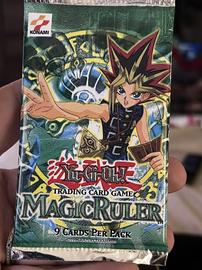 KONAMI
Yu-Gi-Oh!
TRADING CARD GAME
MAGIC RULER
9 CARDS PER PACK